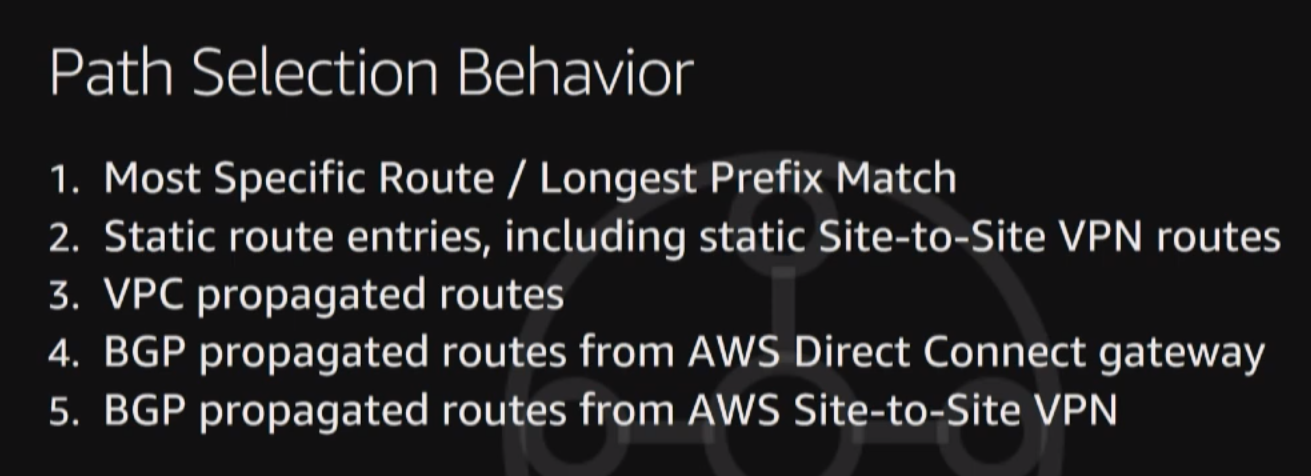 Path Selection Behavior
1. Most Specific Route / Longest Prefix Match
2. Static route entries, including static Site-to-Site VPN routes
3. VPC propagated routes
4. BGP propagated routes from AWS Direct Connect gateway
5. BGP propagated routes from AWS Site-to-Site VPN